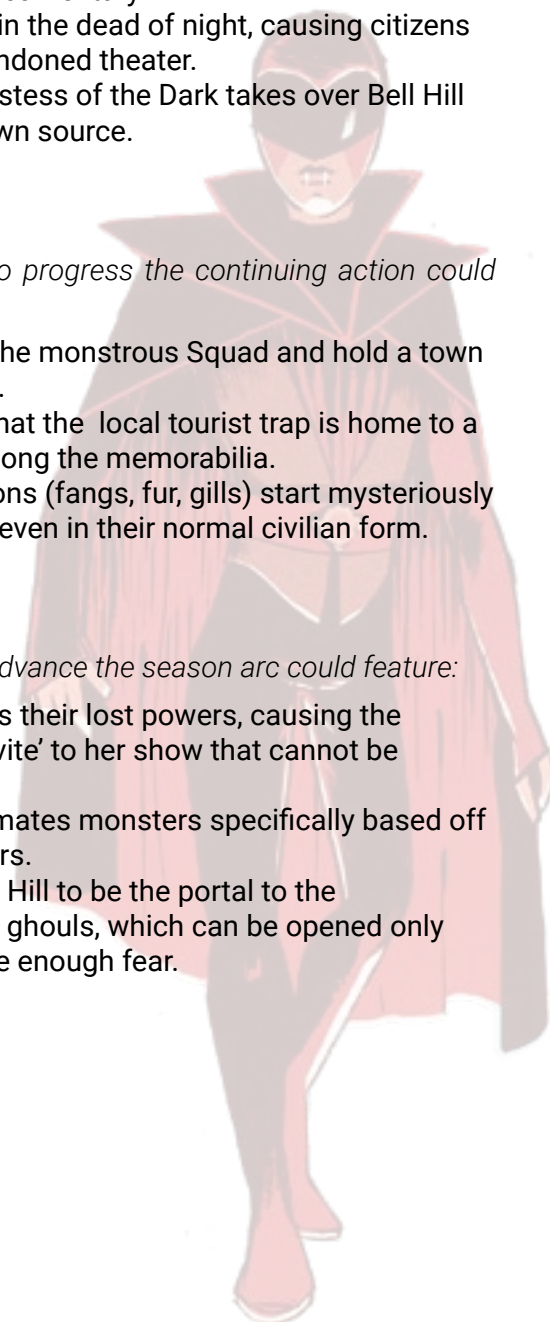 in the dead of night, causing citizens
ndoned theater.
stess of the Dark takes over Bell Hill
wn source.
o progress the continuing action could
he monstrous Squad and hold a town
.
hat the local tourist trap is home to a
ong the memorabilia.
ons (fangs, fur, gills) start mysteriously
even in their normal civilian form.
dvance the season arc could feature:
s their lost powers, causing the
vite’ to her show that cannot be
mates monsters specifically based off
rs.
Hill to be the portal to the
ghouls, which can be opened only
e enough fear.